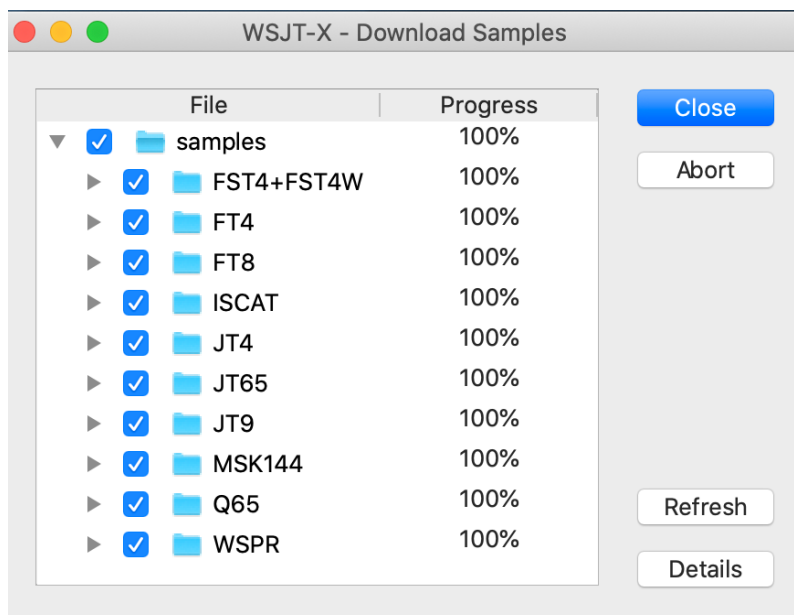 WSJT-X - Download Samples
File Progress
Close
samples 100%
Abort
FST4+FST4W 100%
FT4 100%
FT8 100%
ISCAT 100%
JT4 100%
JT65 100%
JT9 100%
MSK144 100%
Q65 100%
Refresh
WSPR 100%
Details